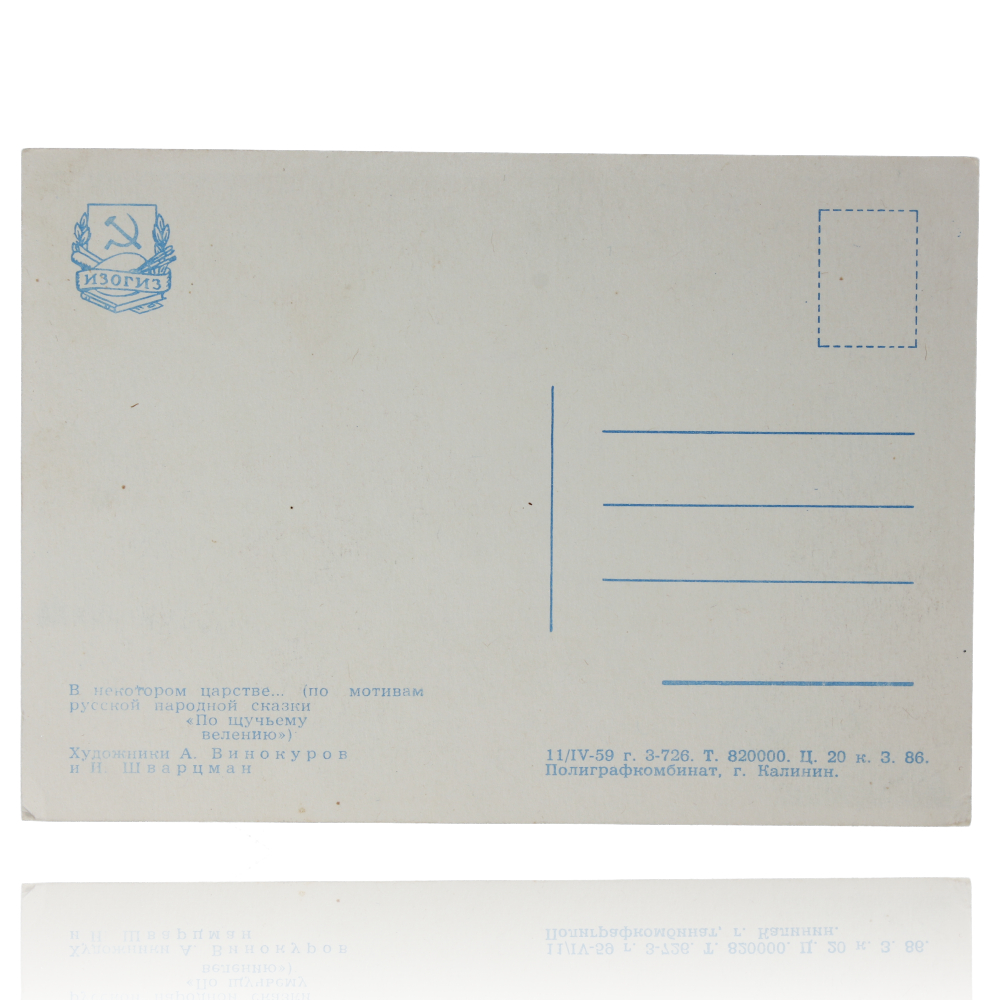 ИЗОГИЗ
В некотором царстве... (по мотивам
русской народной сказки
«По щучьему
велению»)
Художники А. Винокуров
и И. Шварцман
11/IV-59 г. З-726. Т. 820000. Ц. 20 к. З. 86.
Полиграфкомбинат, г. Калинин.